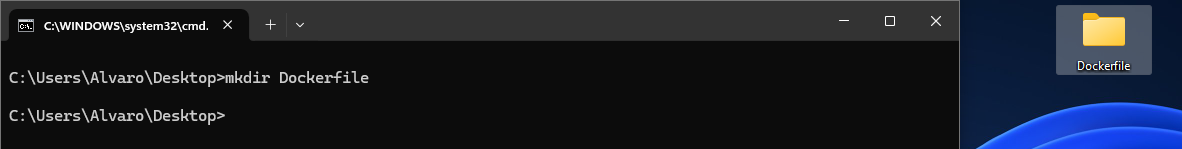 C:\WINDOWS\system32\cmd.
C:\Users\Alvaro\Desktop>mkdir Dockerfile
C:\Users\Alvaro\Desktop>
Dockerfile